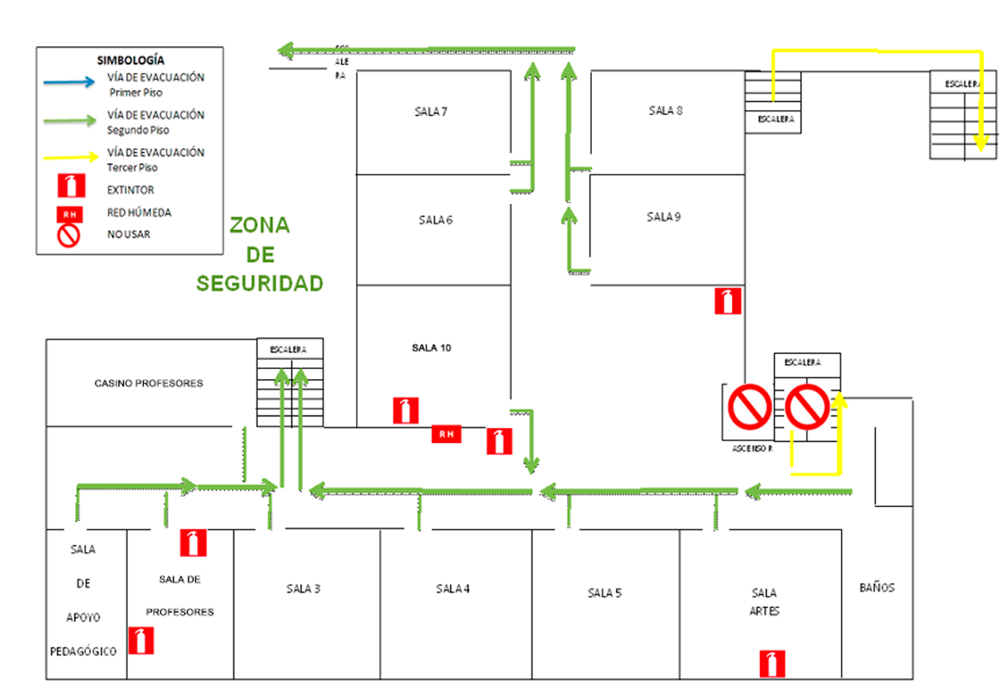 SIMBOLOGÍA
VÍA DE EVACUACIÓN
Primer Piso
VÍA DE EVACUACIÓN
Segundo Piso
VÍA DE EVACUACIÓN
Tercer Piso
EXTINTOR
RH
RED HÚMEDA
NO USAR
ZONA
DE
SEGURIDAD
ALE
RA
SALA 7
SALA 8
ESCALERA
ESCALERA
SALA 6
SALA 9
SALA 10
ESCALERA
CASINO PROFESORES
ESCALERA
RH
ASCENSOR
SALA
DE
APOYO
PEDAGÓGICO
SALA DE
PROFESORES
SALA 3
SALA 4
SALA 5
SALA
ARTES
BAÑOS